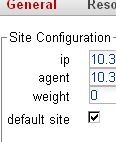 General Reso
Site Configuration
ip 10.3
agent 10.3
weight 0
default site